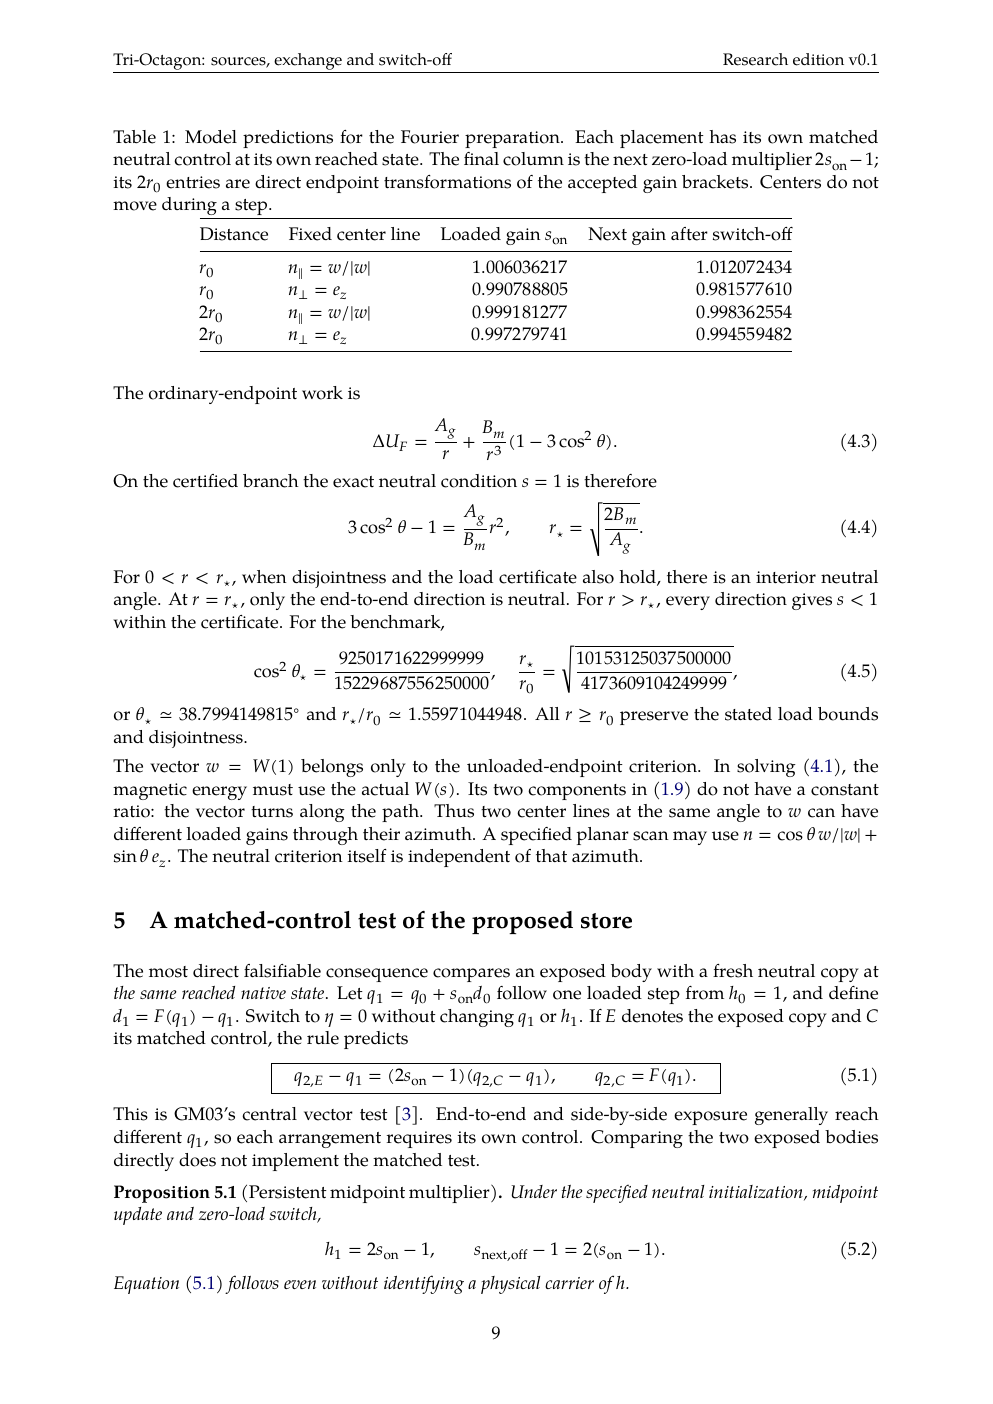 Tri-Octagon: sources, exchange and switch-off Research edition v0.1
Table 1: Model predictions for the Fourier preparation. Each placement has its own matched
neutral control at its own reached state. The final column is the next zero-load multiplier 2s_on − 1;
its 2r_0 entries are direct endpoint transformations of the accepted gain brackets. Centers do not
move during a step.
Distance Fixed center line Loaded gain s_on Next gain after switch-off
r_0 n_∥ = w/|w| 1.006036217 1.012072434
r_0 n_⊥ = e_z 0.990788805 0.981577610
2r_0 n_∥ = w/|w| 0.999181277 0.998362554
2r_0 n_⊥ = e_z 0.997279741 0.994559482
The ordinary-endpoint work is
ΔU_F = A_g/r + B_m/r³ (1 − 3 cos² θ). (4.3)
On the certified branch the exact neutral condition s = 1 is therefore
3 cos² θ − 1 = A_g/B_m r², r_⋆ = √(2B_m/A_g). (4.4)
For 0 < r < r_⋆, when disjointness and the load certificate also hold, there is an interior neutral
angle. At r = r_⋆, only the end-to-end direction is neutral. For r > r_⋆, every direction gives s < 1
within the certificate. For the benchmark,
cos² θ_⋆ = 9250171622999999/15229687556250000, r_⋆/r_0 = √(10153125037500000/4173609104249999), (4.5)
or θ_⋆ ≃ 38.7994149815° and r_⋆/r_0 ≃ 1.55971044948. All r ≥ r_0 preserve the stated load bounds
and disjointness.
The vector w = W(1) belongs only to the unloaded-endpoint criterion. In solving (4.1), the
magnetic energy must use the actual W(s). Its two components in (1.9) do not have a constant
ratio: the vector turns along the path. Thus two center lines at the same angle to w can have
different loaded gains through their azimuth. A specified planar scan may use n = cos θ w/|w| +
sin θ e_z. The neutral criterion itself is independent of that azimuth.
5 A matched-control test of the proposed store
The most direct falsifiable consequence compares an exposed body with a fresh neutral copy at
the same reached native state. Let q_1 = q_0 + s_on d_0 follow one loaded step from h_0 = 1, and define
d_1 = F(q_1) − q_1. Switch to η = 0 without changing q_1 or h_1. If E denotes the exposed copy and C
its matched control, the rule predicts
q_2,E − q_1 = (2s_on − 1)(q_2,C − q_1), q_2,C = F(q_1). (5.1)
This is GM03's central vector test [3]. End-to-end and side-by-side exposure generally reach
different q_1, so each arrangement requires its own control. Comparing the two exposed bodies
directly does not implement the matched test.
Proposition 5.1 (Persistent midpoint multiplier). Under the specified neutral initialization, midpoint
update and zero-load switch,
h_1 = 2s_on − 1, s_next,off − 1 = 2(s_on − 1). (5.2)
Equation (5.1) follows even without identifying a physical carrier of h.
9